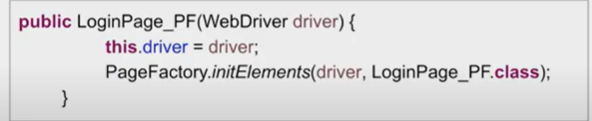 public LoginPage_PF(WebDriver driver) {
this.driver = driver;
PageFactory.initElements(driver, LoginPage_PF.class);
}